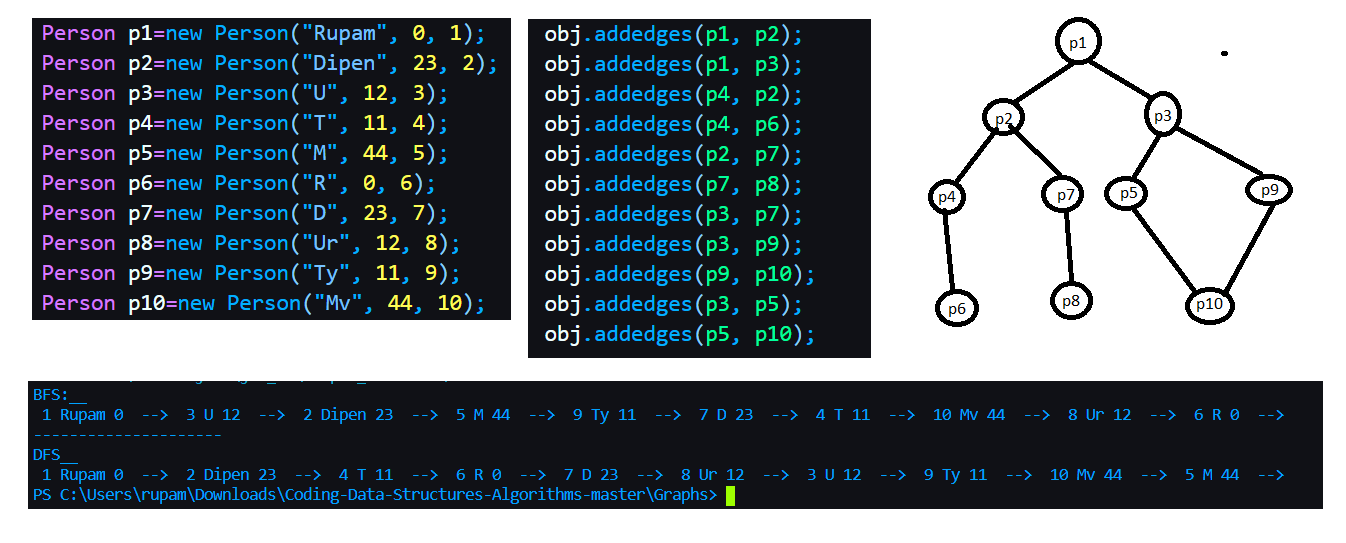 Person p1=new Person("Rupam", 0, 1);
Person p2=new Person("Dipen", 23, 2);
Person p3=new Person("U", 12, 3);
Person p4=new Person("T", 11, 4);
Person p5=new Person("M", 44, 5);
Person p6=new Person("R", 0, 6);
Person p7=new Person("D", 23, 7);
Person p8=new Person("Ur", 12, 8);
Person p9=new Person("Ty", 11, 9);
Person p10=new Person("Mv", 44, 10);
obj.addedges(p1, p2);
obj.addedges(p1, p3);
obj.addedges(p4, p2);
obj.addedges(p4, p6);
obj.addedges(p2, p7);
obj.addedges(p7, p8);
obj.addedges(p3, p7);
obj.addedges(p3, p9);
obj.addedges(p9, p10);
obj.addedges(p3, p5);
obj.addedges(p5, p10);
p1
p2
p3
p4
p7
p5
p9
p6
p8
p10
BFS:__
1 Rupam 0 --> 3 U 12 --> 2 Dipen 23 --> 5 M 44 --> 9 Ty 11 --> 7 D 23 --> 4 T 11 --> 10 Mv 44 --> 8 Ur 12 --> 6 R 0 -->
----------------------
DFS__
1 Rupam 0 --> 2 Dipen 23 --> 4 T 11 --> 6 R 0 --> 7 D 23 --> 8 Ur 12 --> 3 U 12 --> 9 Ty 11 --> 10 Mv 44 --> 5 M 44 -->
PS C:\Users\rupam\Downloads\Coding-Data-Structures-Algorithms-master\Graphs>